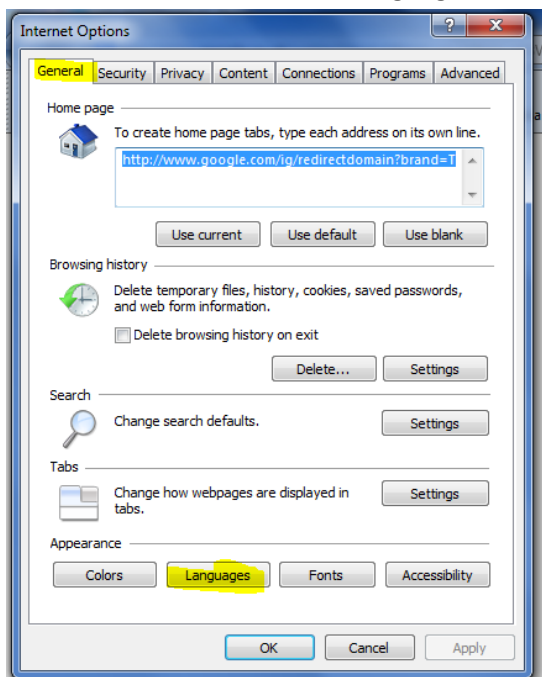 Internet Options
General Security Privacy Content Connections Programs Advanced
Home page
To create home page tabs, type each address on its own line.
http://www.google.com/ig/redirectdomain?brand=T
Use current Use default Use blank
Browsing history
Delete temporary files, history, cookies, saved passwords,
and web form information.
Delete browsing history on exit
Delete... Settings
Search
Change search defaults. Settings
Tabs
Change how webpages are displayed in
tabs. Settings
Appearance
Colors Languages Fonts Accessibility
OK Cancel Apply